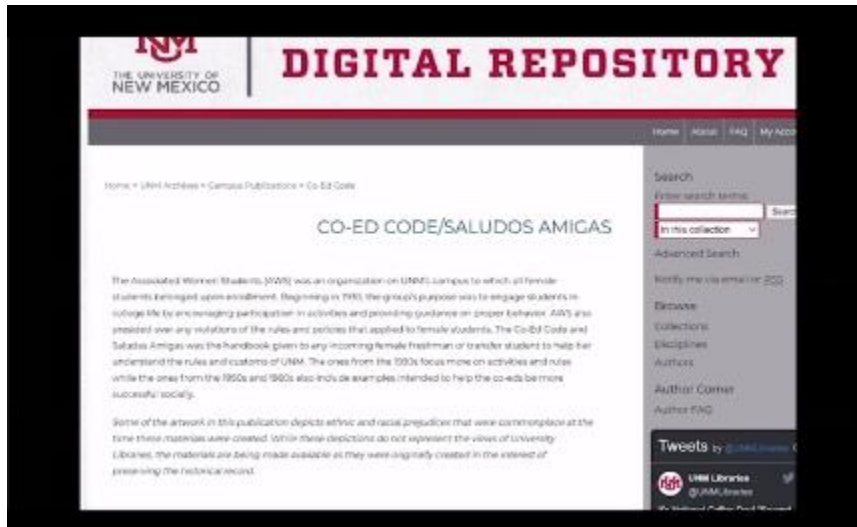 THE UNIVERSITY OF
NEW MEXICO
DIGITAL REPOSITORY
Home About FAQ My Acco
Home > UNM Archives > Campus Publications > Co-Ed Code
CO-ED CODE/SALUDOS AMIGAS
The Associated Women Students (AWS) was an organization on UNM's campus to which all female
students belonged upon enrollment. Beginning in the group's purpose was to engage students in
college life by encouraging participation in activities and providing guidance on proper behavior. AWS also
presided over any violations of the rules and policies that applied to female students. The Co-Ed Code and
Saludos Amigas was the handbook given to any incoming female freshman or transfer student to help her
understand the rules and customs of UNM. The ones from the 1930s focus more on activities and rules
while the ones from the 1950s and 1960s also include examples intended to help the co-eds be more
successful socially.
Some of the artwork in this publication depicts ethnic and racial prejudices that were commonplace at the
time these materials were created. While these depictions do not represent the views of University
Libraries, the materials are being made available as they were originally created in the interest of
preserving the historical record.
Search
Enter search terms:
Searc
in this collection
Advanced Search
Notify me via email or RSS
Browse
Collections
Disciplines
Authors
Author Corner
Author FAQ
Tweets by @UNMLibraries
UNM Libraries
@UNMLibraries
It's National Coffee Day!